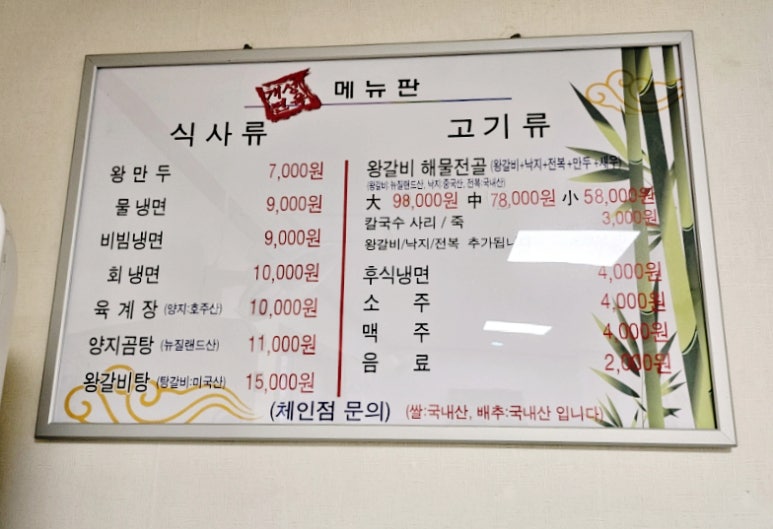 개성면옥
메뉴판
식사류
왕만두 7,000원
물냉면 9,000원
비빔냉면 9,000원
회냉면 10,000원
육계장 (양지:호주산) 10,000원
양지곰탕 (뉴질랜드산) 11,000원
왕갈비탕 (탕갈비:미국산) 15,000원
고기류
왕갈비 해물전골 (왕갈비+낙지+전복+만두+새우)
(왕갈비:뉴질랜드산, 낙지:중국산, 전복:국내산)
大 98,000원 中 78,000원 小 58,000원
칼국수 사리 / 죽 3,000원
왕갈비/낙지/전복 추가됩니
후식냉면 4,000원
소주 4,000원
맥주 4,000원
음료 2,000원
(체인점 문의) (쌀:국내산, 배추:국내산 입니다)